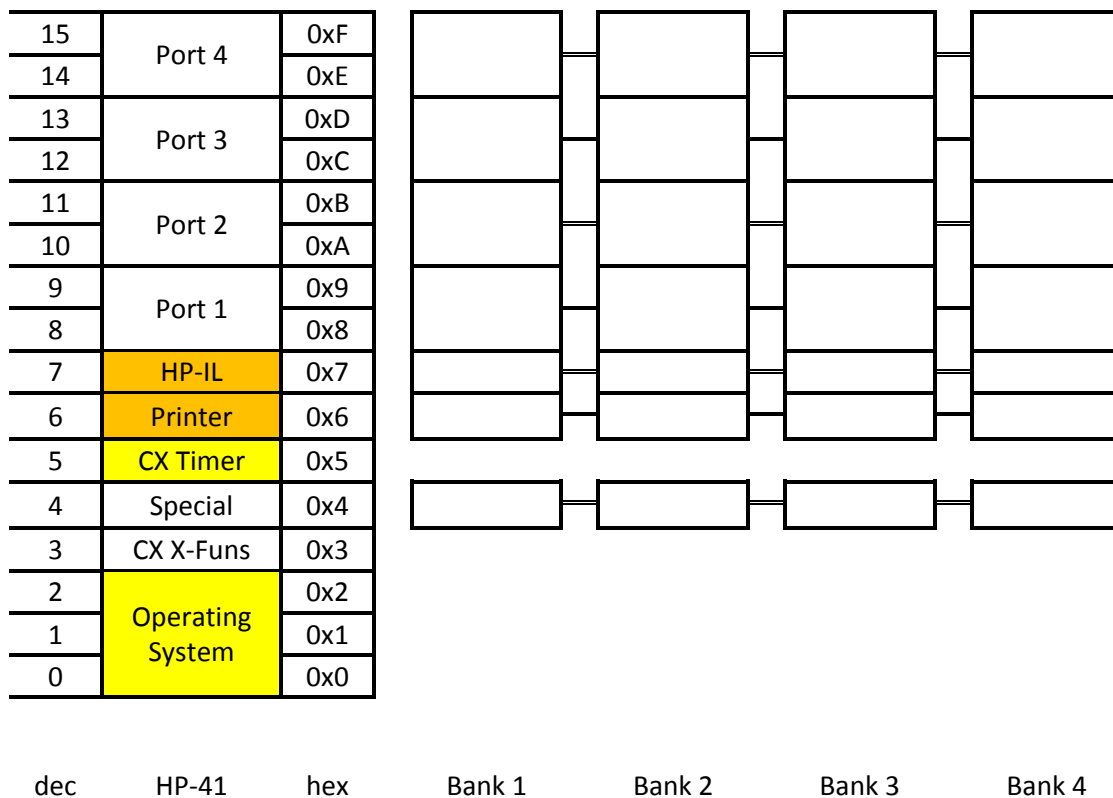 15 Port 4 0xF
14 0xE
13 Port 3 0xD
12 0xC
11 Port 2 0xB
10 0xA
9 Port 1 0x9
8 0x8
7 HP-IL 0x7
6 Printer 0x6
5 CX Timer 0x5
4 Special 0x4
3 CX X-Funs 0x3
2 Operating System 0x2
1 0x1
0 0x0
dec HP-41 hex Bank 1 Bank 2 Bank 3 Bank 4